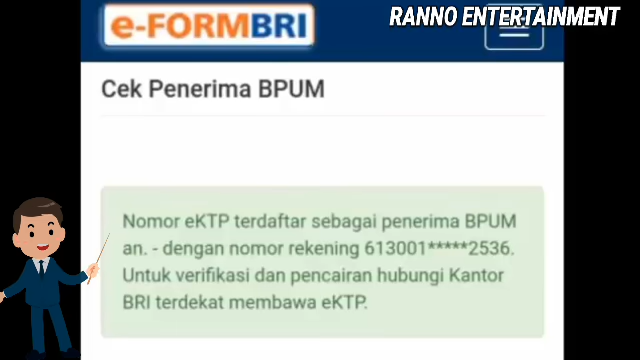 e-FORMBRI
RANNO ENTERTAINMENT
Cek Penerima BPUM
Nomor eKTP terdaftar sebagai penerima BPUM
an. - dengan nomor rekening 613001*****2536.
Untuk verifikasi dan pencairan hubungi Kantor
BRI terdekat membawa eKTP.